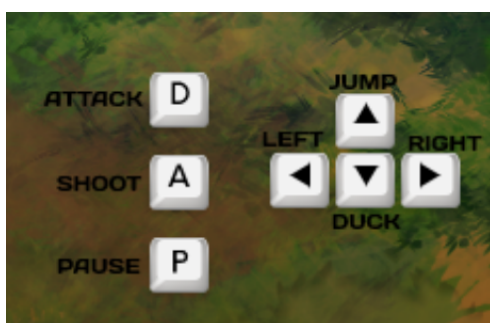 ATTACK D
SHOOT A
PAUSE P
JUMP
LEFT RIGHT
DUCK